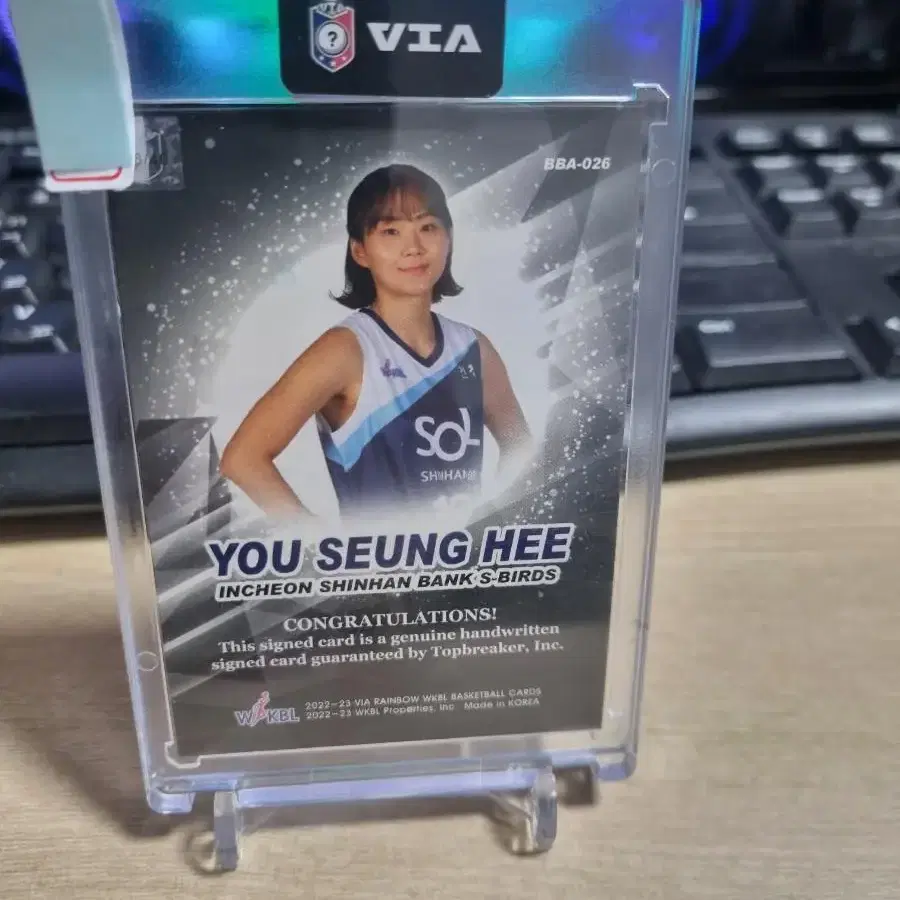 VIA
?
VIA
BBA-026
WKBL
SOL
SHINHAN
YOU SEUNG HEE
INCHEON SHINHAN BANK S-BIRDS
CONGRATULATIONS!
This signed card is a genuine handwritten
signed card guaranteed by Topbreaker, Inc.
WKBL
2022-23 VIA RAINBOW WKBL BASKETBALL CARDS
2022-23 WKBL Properties, Inc Made in KOREA